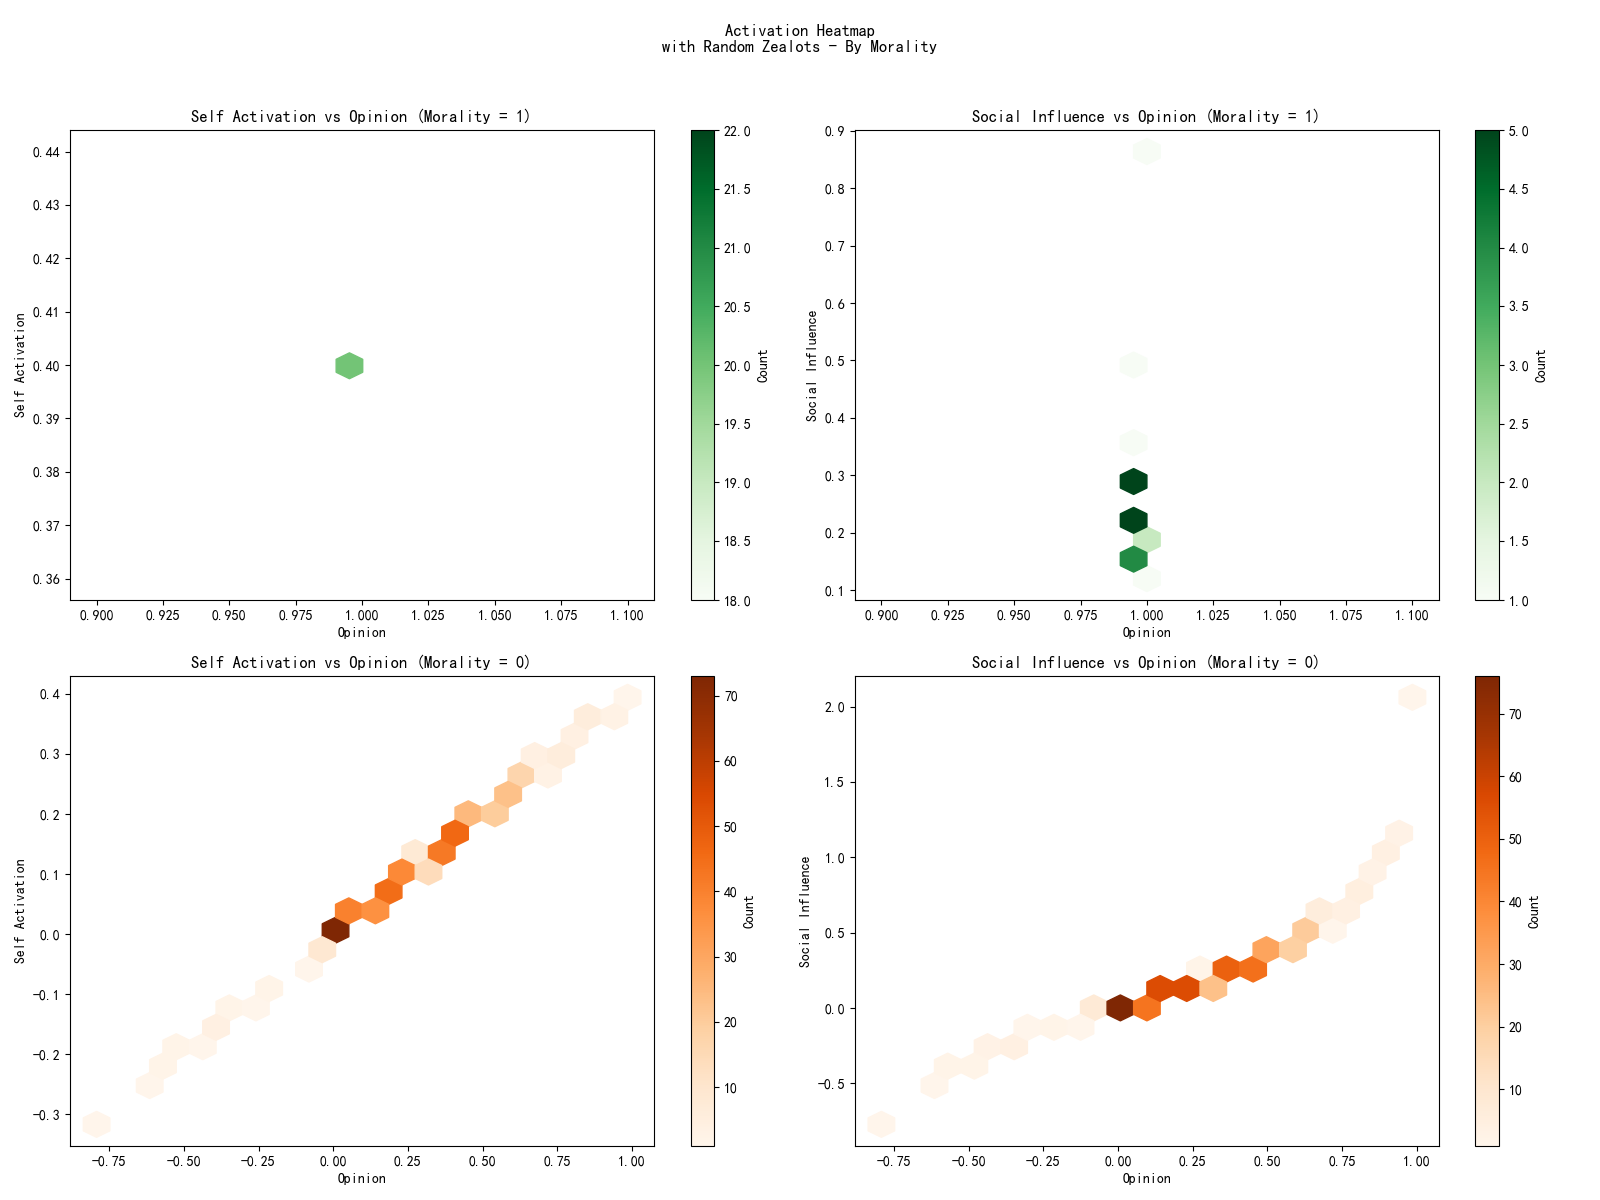 Activation Heatmap
with Random Zealots - By Morality
Self Activation vs Opinion (Morality = 1)
Self Activation
0.44
0.43
0.42
0.41
0.40
0.39
0.38
0.37
0.36
0.900 0.925 0.950 0.975 1.000 1.025 1.050 1.075 1.100
Opinion
22.0
21.5
21.0
20.5
20.0
19.5
19.0
18.5
18.0
Count
Social Influence vs Opinion (Morality = 1)
Social Influence
0.9
0.8
0.7
0.6
0.5
0.4
0.3
0.2
0.1
0.900 0.925 0.950 0.975 1.000 1.025 1.050 1.075 1.100
Opinion
5.0
4.5
4.0
3.5
3.0
2.5
2.0
1.5
1.0
Count
Self Activation vs Opinion (Morality = 0)
Self Activation
0.4
0.3
0.2
0.1
0.0
−0.1
−0.2
−0.3
−0.75 −0.50 −0.25 0.00 0.25 0.50 0.75 1.00
Opinion
70
60
50
40
30
20
10
Count
Social Influence vs Opinion (Morality = 0)
Social Influence
2.0
1.5
1.0
0.5
0.0
−0.5
−0.75 −0.50 −0.25 0.00 0.25 0.50 0.75 1.00
Opinion
70
60
50
40
30
20
10
Count